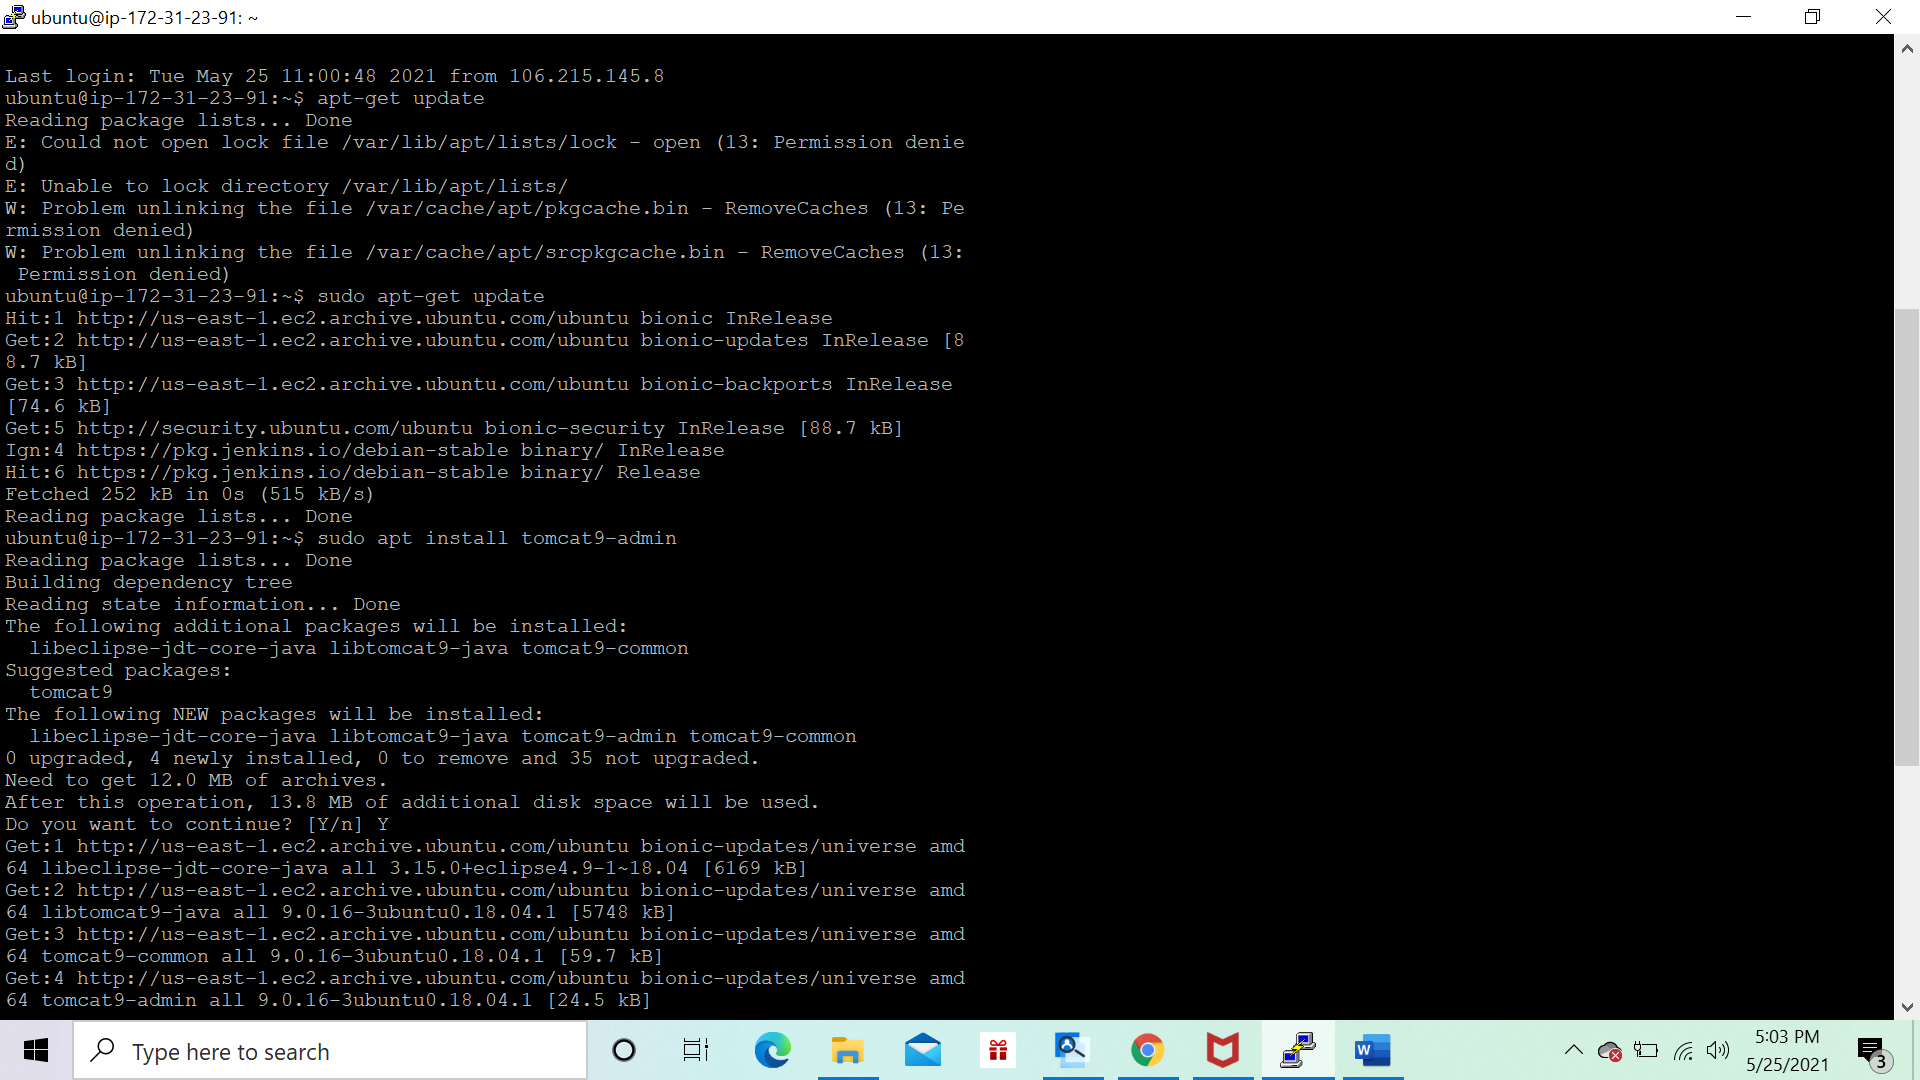 ubuntu@ip-172-31-23-91: ~
Last login: Tue May 25 11:00:48 2021 from 106.215.145.8
ubuntu@ip-172-31-23-91:~$ apt-get update
Reading package lists... Done
E: Could not open lock file /var/lib/apt/lists/lock - open (13: Permission denie
d)
E: Unable to lock directory /var/lib/apt/lists/
W: Problem unlinking the file /var/cache/apt/pkgcache.bin - RemoveCaches (13: Pe
rmission denied)
W: Problem unlinking the file /var/cache/apt/srcpkgcache.bin - RemoveCaches (13:
 Permission denied)
ubuntu@ip-172-31-23-91:~$ sudo apt-get update
Hit:1 http://us-east-1.ec2.archive.ubuntu.com/ubuntu bionic InRelease
Get:2 http://us-east-1.ec2.archive.ubuntu.com/ubuntu bionic-updates InRelease [8
8.7 kB]
Get:3 http://us-east-1.ec2.archive.ubuntu.com/ubuntu bionic-backports InRelease
[74.6 kB]
Get:5 http://security.ubuntu.com/ubuntu bionic-security InRelease [88.7 kB]
Ign:4 https://pkg.jenkins.io/debian-stable binary/ InRelease
Hit:6 https://pkg.jenkins.io/debian-stable binary/ Release
Fetched 252 kB in 0s (515 kB/s)
Reading package lists... Done
ubuntu@ip-172-31-23-91:~$ sudo apt install tomcat9-admin
Reading package lists... Done
Building dependency tree
Reading state information... Done
The following additional packages will be installed:
  libeclipse-jdt-core-java libtomcat9-java tomcat9-common
Suggested packages:
  tomcat9
The following NEW packages will be installed:
  libeclipse-jdt-core-java libtomcat9-java tomcat9-admin tomcat9-common
0 upgraded, 4 newly installed, 0 to remove and 35 not upgraded.
Need to get 12.0 MB of archives.
After this operation, 13.8 MB of additional disk space will be used.
Do you want to continue? [Y/n] Y
Get:1 http://us-east-1.ec2.archive.ubuntu.com/ubuntu bionic-updates/universe amd
64 libeclipse-jdt-core-java all 3.15.0+eclipse4.9-1~18.04 [6169 kB]
Get:2 http://us-east-1.ec2.archive.ubuntu.com/ubuntu bionic-updates/universe amd
64 libtomcat9-java all 9.0.16-3ubuntu0.18.04.1 [5748 kB]
Get:3 http://us-east-1.ec2.archive.ubuntu.com/ubuntu bionic-updates/universe amd
64 tomcat9-common all 9.0.16-3ubuntu0.18.04.1 [59.7 kB]
Get:4 http://us-east-1.ec2.archive.ubuntu.com/ubuntu bionic-updates/universe amd
64 tomcat9-admin all 9.0.16-3ubuntu0.18.04.1 [24.5 kB]
Type here to search
W
5:03 PM
5/25/2021
3